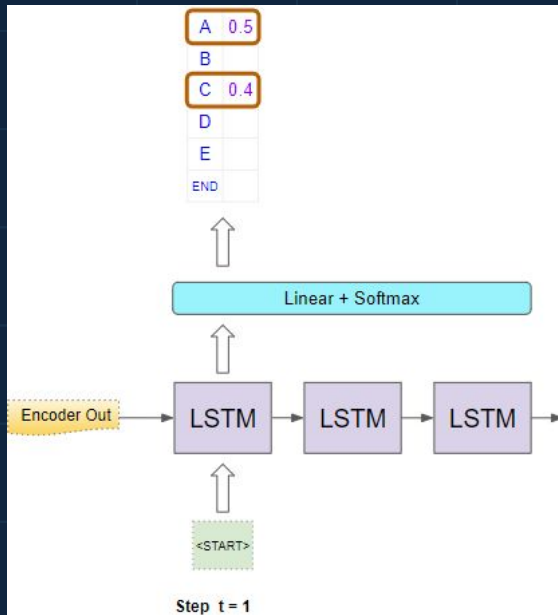 A 0.5
B
C 0.4
D
E
END
Linear + Softmax
Encoder Out
LSTM
LSTM
LSTM
<START>
Step t = 1